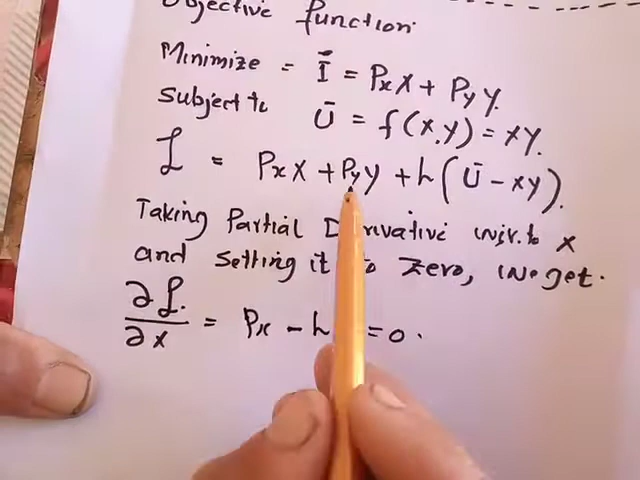 Objective function
Minimize = Ī = PxX + PyY.
Subject to Ū = f(x,y) = xy.
L = PxX + PyY + h(Ū - xy).
Taking Partial Derivative w.r.to x
and setting it to Zero, we get.
∂L/∂x = Px - h = 0.